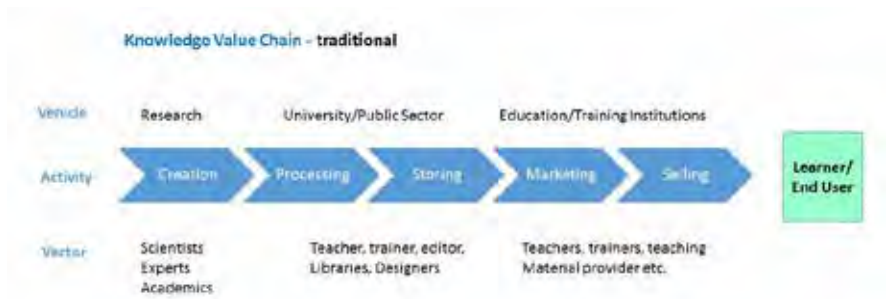 Knowledge Value Chain – traditional
Vehicle Research University/Public Sector Education/Training Institutions
Activity Creation Processing Storing Marketing Selling Learner/
End User
Vector Scientists Teacher, trainer, editor, Teachers, trainers, teaching
Experts Libraries, Designers Material provider etc.
Academics